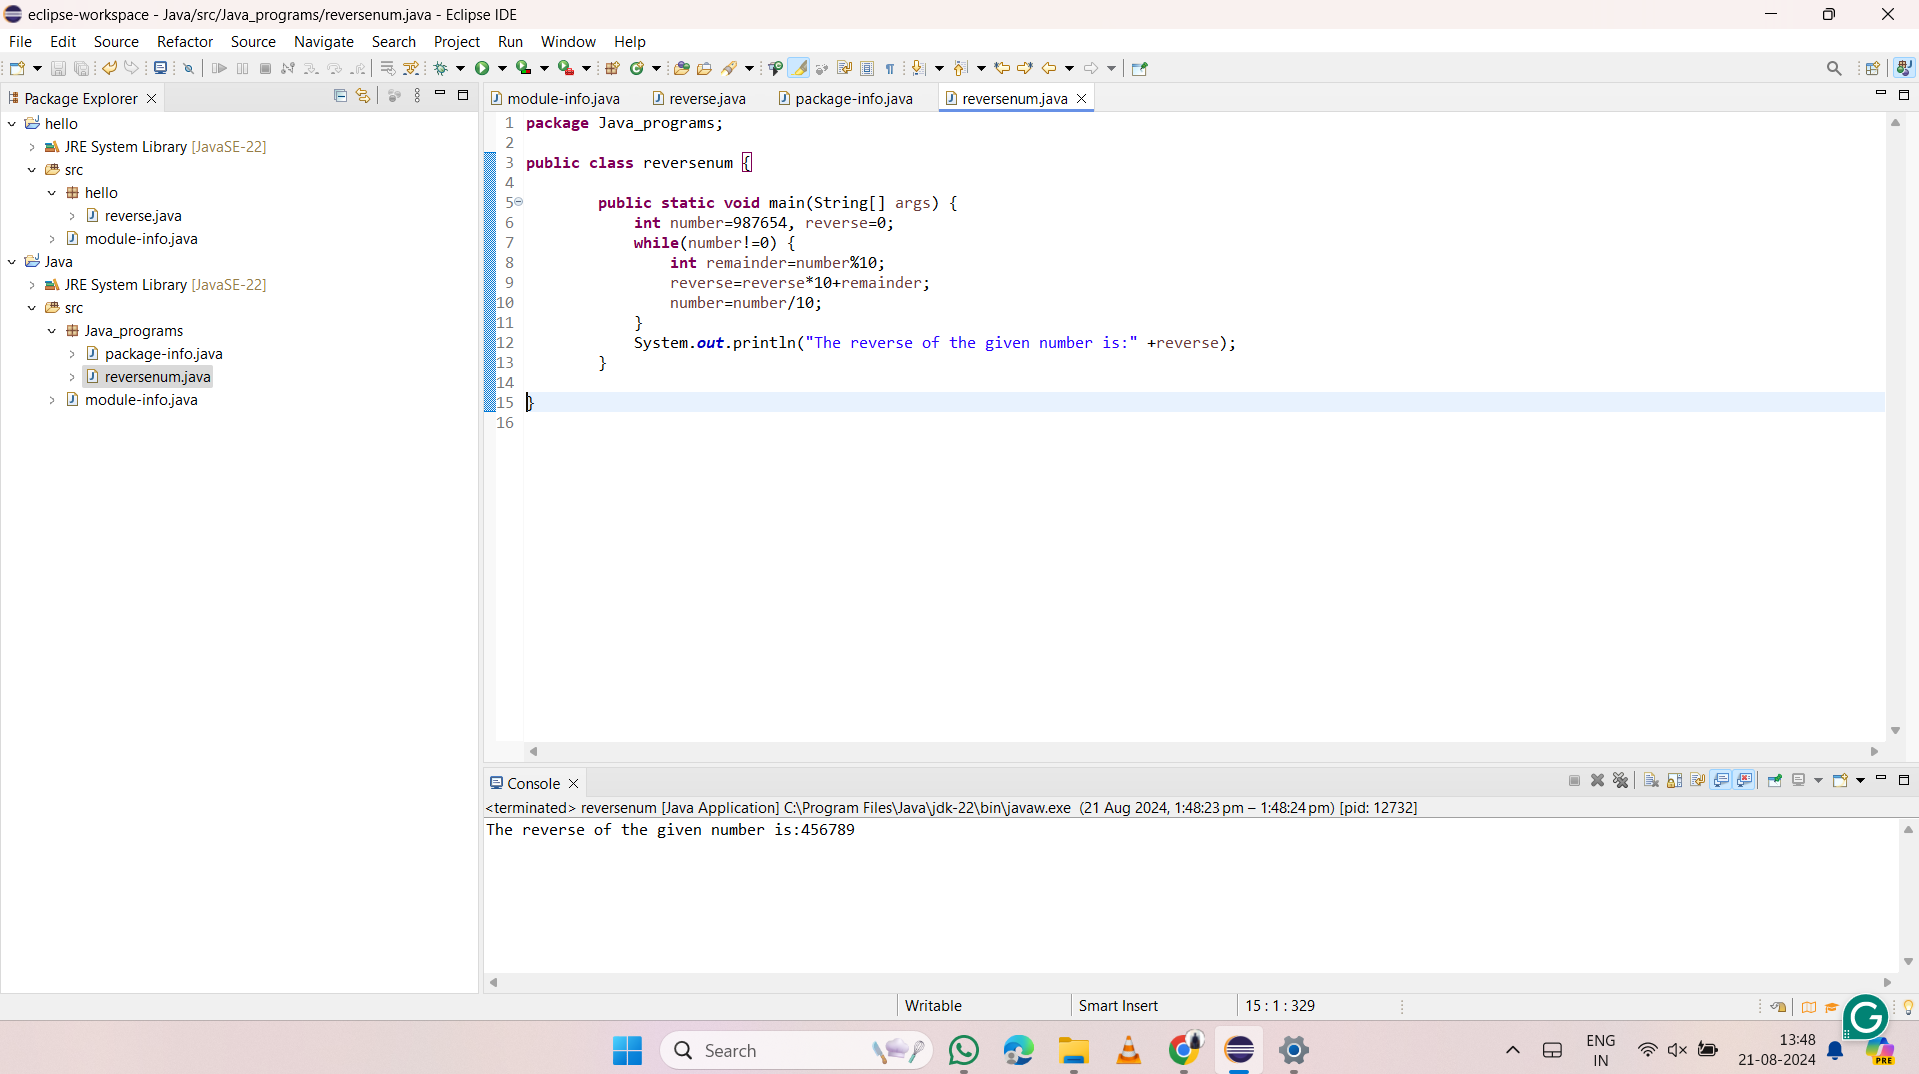 eclipse-workspace - Java/src/Java_programs/reversenum.java - Eclipse IDE
File Edit Source Refactor Source Navigate Search Project Run Window Help
Package Explorer
hello
JRE System Library [JavaSE-22]
src
hello
reverse.java
module-info.java
Java
JRE System Library [JavaSE-22]
src
Java_programs
package-info.java
reversenum.java
module-info.java
module-info.java reverse.java package-info.java reversenum.java
1 package Java_programs;
2
3 public class reversenum {
4
5 public static void main(String[] args) {
6 int number=987654, reverse=0;
7 while(number!=0) {
8 int remainder=number%10;
9 reverse=reverse*10+remainder;
10 number=number/10;
11 }
12 System.out.println("The reverse of the given number is:" +reverse);
13 }
14
15 }
16
Console
<terminated> reversenum [Java Application] C:\Program Files\Java\jdk-22\bin\javaw.exe (21 Aug 2024, 1:48:23 pm – 1:48:24 pm) [pid: 12732]
The reverse of the given number is:456789
Writable Smart Insert 15 : 1 : 329
Search
ENG
IN
13:48
21-08-2024
PRE